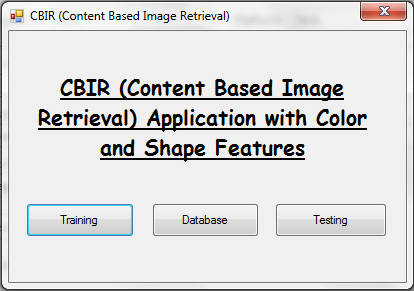 CBIR (Content Based Image Retrieval)
CBIR (Content Based Image
Retrieval) Application with Color
and Shape Features
Training
Database
Testing